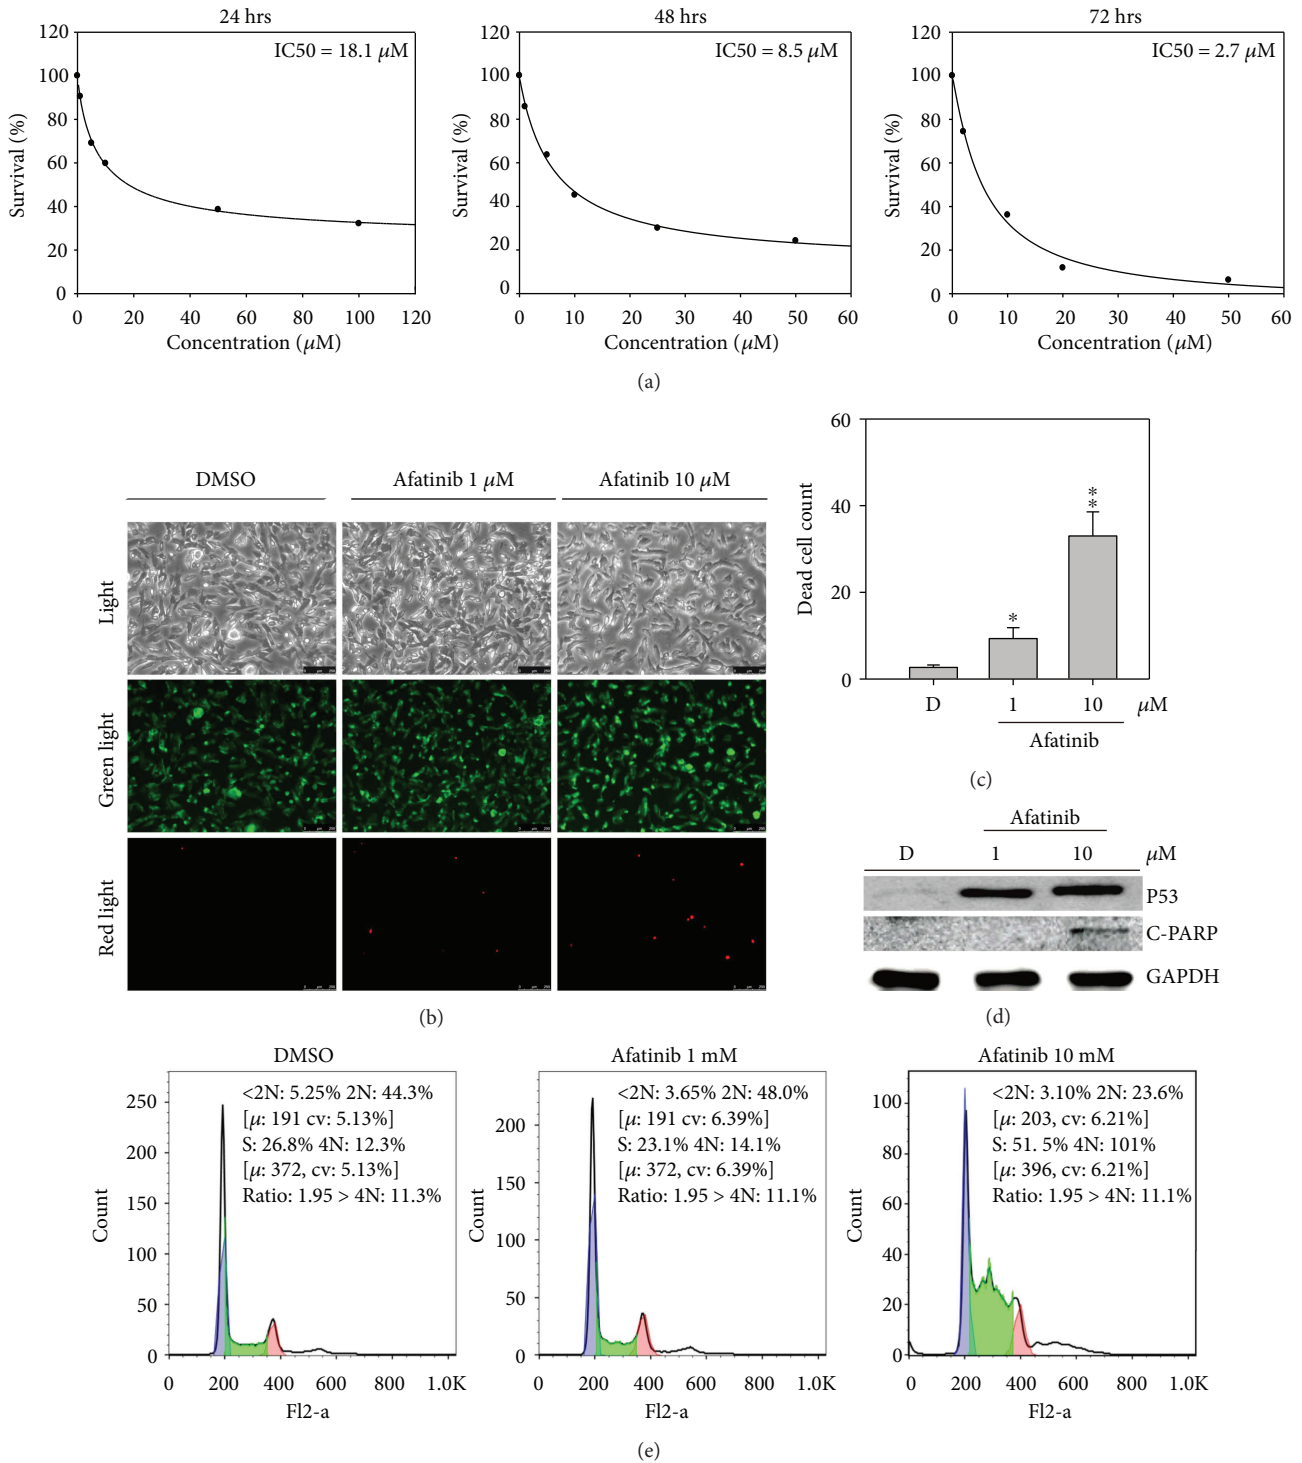 24 hrs
IC50 = 18.1 μM
120
100
80
60
40
20
0
Survival (%)
0 20 40 60 80 100 120
Concentration (μM)
48 hrs
IC50 = 8.5 μM
120
100
80
60
40
20
0
Survival (%)
0 10 20 30 40 50 60
Concentration (μM)
72 hrs
IC50 = 2.7 μM
120
100
80
60
40
20
0
Survival (%)
0 10 20 30 40 50 60
Concentration (μM)
(a)
DMSO Afatinib 1 μM Afatinib 10 μM
Light
Green light
Red light
(b)
60
40
20
0
Dead cell count
*
**
D 1 10 μM
Afatinib
(c)
Afatinib
D 1 10 μM
P53
C-PARP
GAPDH
(d)
DMSO
<2N: 5.25% 2N: 44.3%
[μ: 191 cv: 5.13%]
S: 26.8% 4N: 12.3%
[μ: 372, cv: 5.13%]
Ratio: 1.95 > 4N: 11.3%
250
200
150
100
50
0
Count
0 200 400 600 800 1.0K
Fl2-a
Afatinib 1 mM
<2N: 3.65% 2N: 48.0%
[μ: 191 cv: 6.39%]
S: 23.1% 4N: 14.1%
[μ: 372, cv: 6.39%]
Ratio: 1.95 > 4N: 11.1%
200
150
100
50
0
Count
0 200 400 600 800 1.0K
Fl2-a
Afatinib 10 mM
<2N: 3.10% 2N: 23.6%
[μ: 203, cv: 6.21%]
S: 51. 5% 4N: 101%
[μ: 396, cv: 6.21%]
Ratio: 1.95 > 4N: 11.1%
100
80
60
40
20
0
Count
0 200 400 600 800 1.0K
Fl2-a
(e)